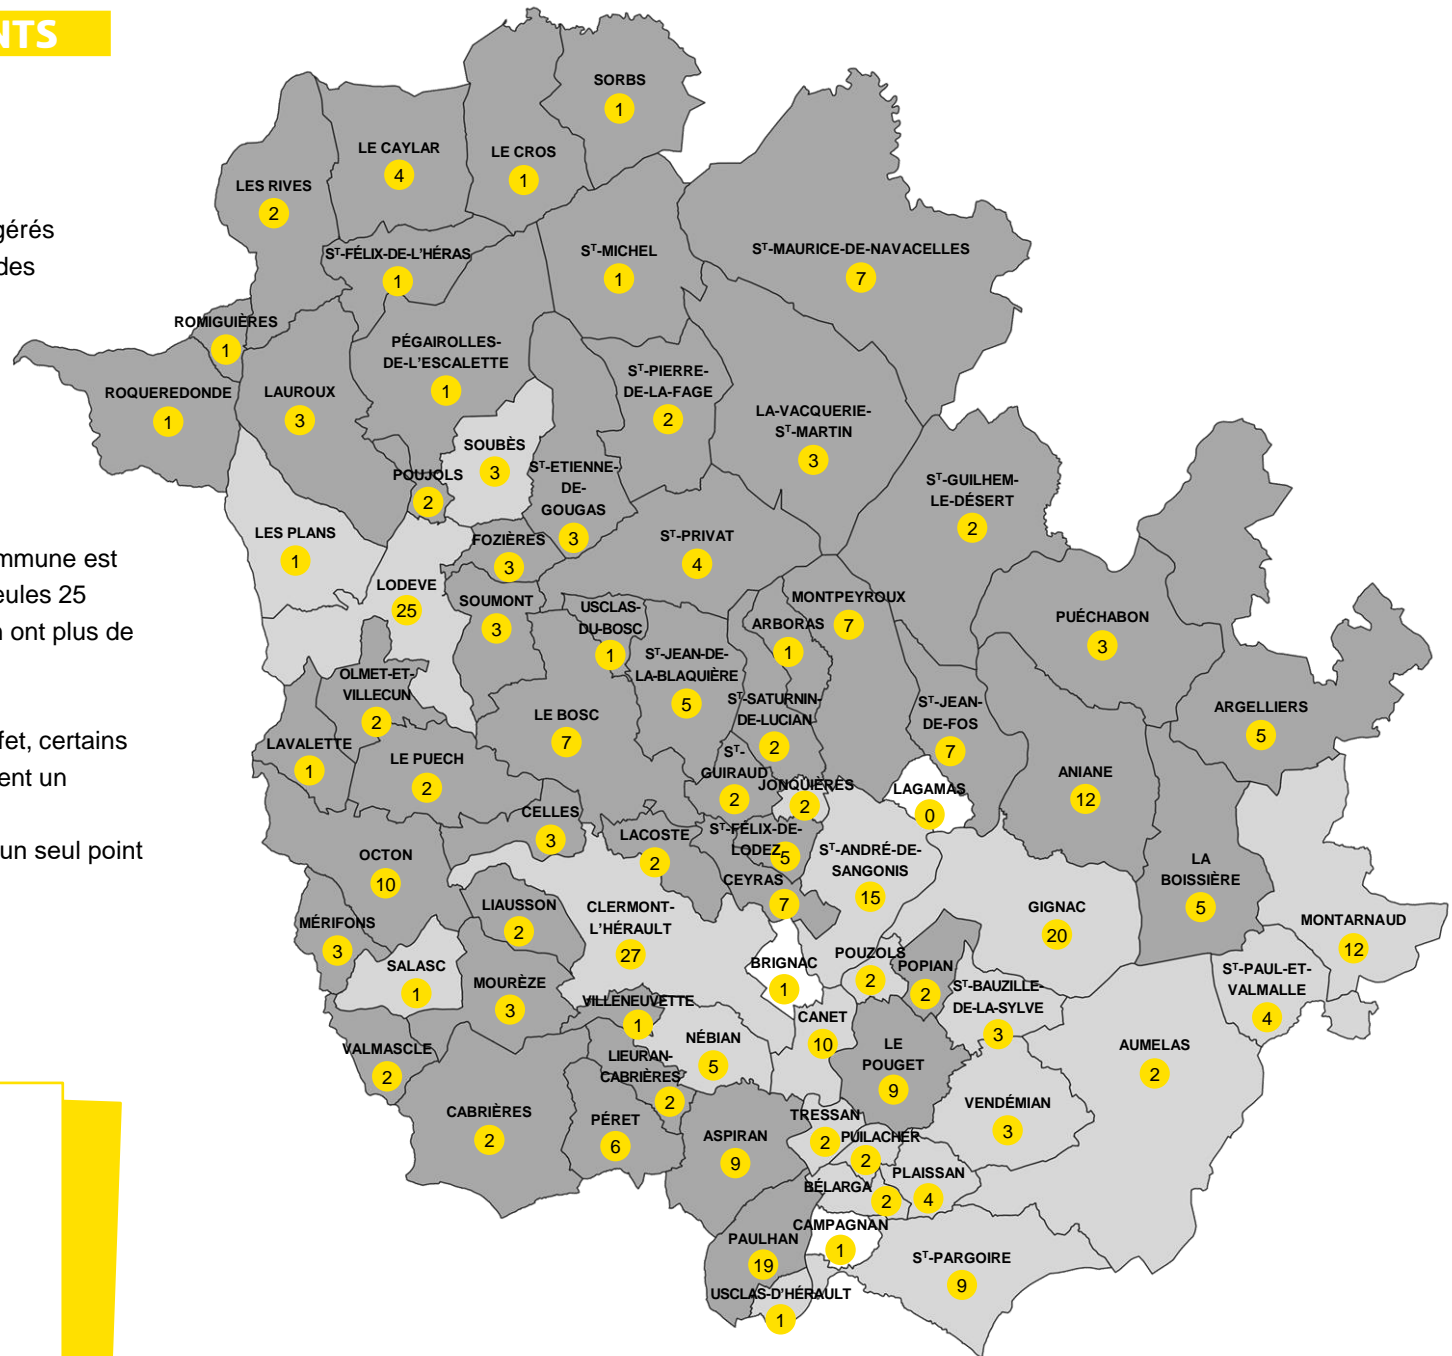 NTS
gérés
des
mmune est
eules 25
n ont plus de
fet, certains
ent un
un seul point
SORBS
1
LE CAYLAR
4
LE CROS
1
LES RIVES
2
Sᵀ-FÉLIX-DE-L'HÉRAS
1
Sᵀ-MICHEL
1
Sᵀ-MAURICE-DE-NAVACELLES
7
ROMIGUIÈRES
1
PÉGAIROLLES-
DE-L'ESCALETTE
1
ROQUEREDONDE
1
LAUROUX
3
Sᵀ-PIERRE-
DE-LA-FAGE
2
LA-VACQUERIE-
Sᵀ-MARTIN
3
SOUBÈS
3
POUJOLS
2
Sᵀ-ETIENNE-
DE-
GOUGAS
3
Sᵀ-GUILHEM-
LE-DÉSERT
2
LES PLANS
1
FOZIÈRES
3
Sᵀ-PRIVAT
4
LODEVE
25
SOUMONT
3
USCLAS-
DU-BOSC
1
ARBORAS
1
MONTPEYROUX
7
PUÉCHABON
3
Sᵀ-JEAN-DE-
LA-BLAQUIÈRE
5
OLMET-ET-
VILLECUN
2
Sᵀ-SATURNIN-
DE-LUCIAN
2
Sᵀ-JEAN-
DE-FOS
7
ARGELLIERS
5
LE BOSC
7
LAVALETTE
1
LE PUECH
2
Sᵀ-
GUIRAUD
2
JONQUIÈRES
2
LAGAMAS
0
ANIANE
12
CELLES
3
LACOSTE
2
Sᵀ-FÉLIX-DE-
LODEZ
5
Sᵀ-ANDRÉ-DE-
SANGONIS
15
OCTON
10
CEYRAS
7
LA
BOISSIÈRE
5
LIAUSSON
2
CLERMONT-
L'HÉRAULT
27
GIGNAC
20
MÉRIFONS
3
MONTARNAUD
12
SALASC
1
MOURÈZE
3
BRIGNAC
1
POUZOLS
2
POPIAN
2
Sᵀ-PAUL-ET-
VALMALLE
4
Sᵀ-BAUZILLE-
DE-LA-SYLVE
3
VILLENEUVETTE
1
CANET
10
NÉBIAN
5
LE
POUGET
9
AUMELAS
2
VALMASCLE
2
LIEURAN-
CABRIÈRES
2
CABRIÈRES
2
PÉRET
6
VENDÉMIAN
3
TRESSAN
2
ASPIRAN
9
PUILACHER
2
PLAISSAN
4
BÉLARGA
2
CAMPAGNAN
1
PAULHAN
19
Sᵀ-PARGOIRE
9
USCLAS-D'HÉRAULT
1